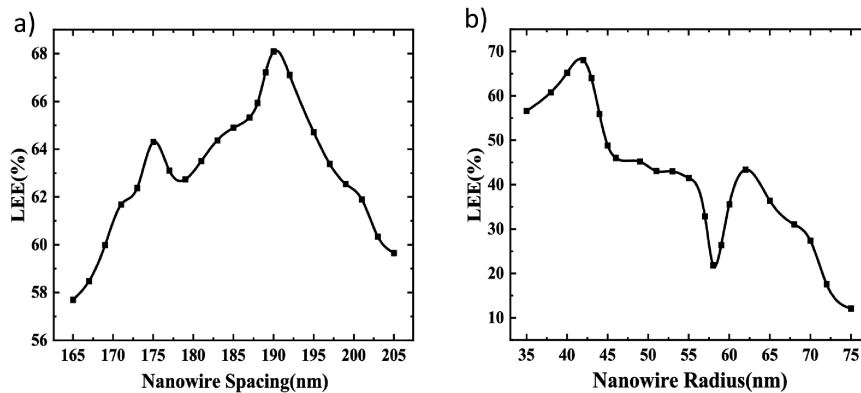 a)
68
66
64
62
60
58
56
LEE(%)
165 170 175 180 185 190 195 200 205
Nanowire Spacing(nm)
b)
70
60
50
40
30
20
10
LEE(%)
35 40 45 50 55 60 65 70 75
Nanowire Radius(nm)